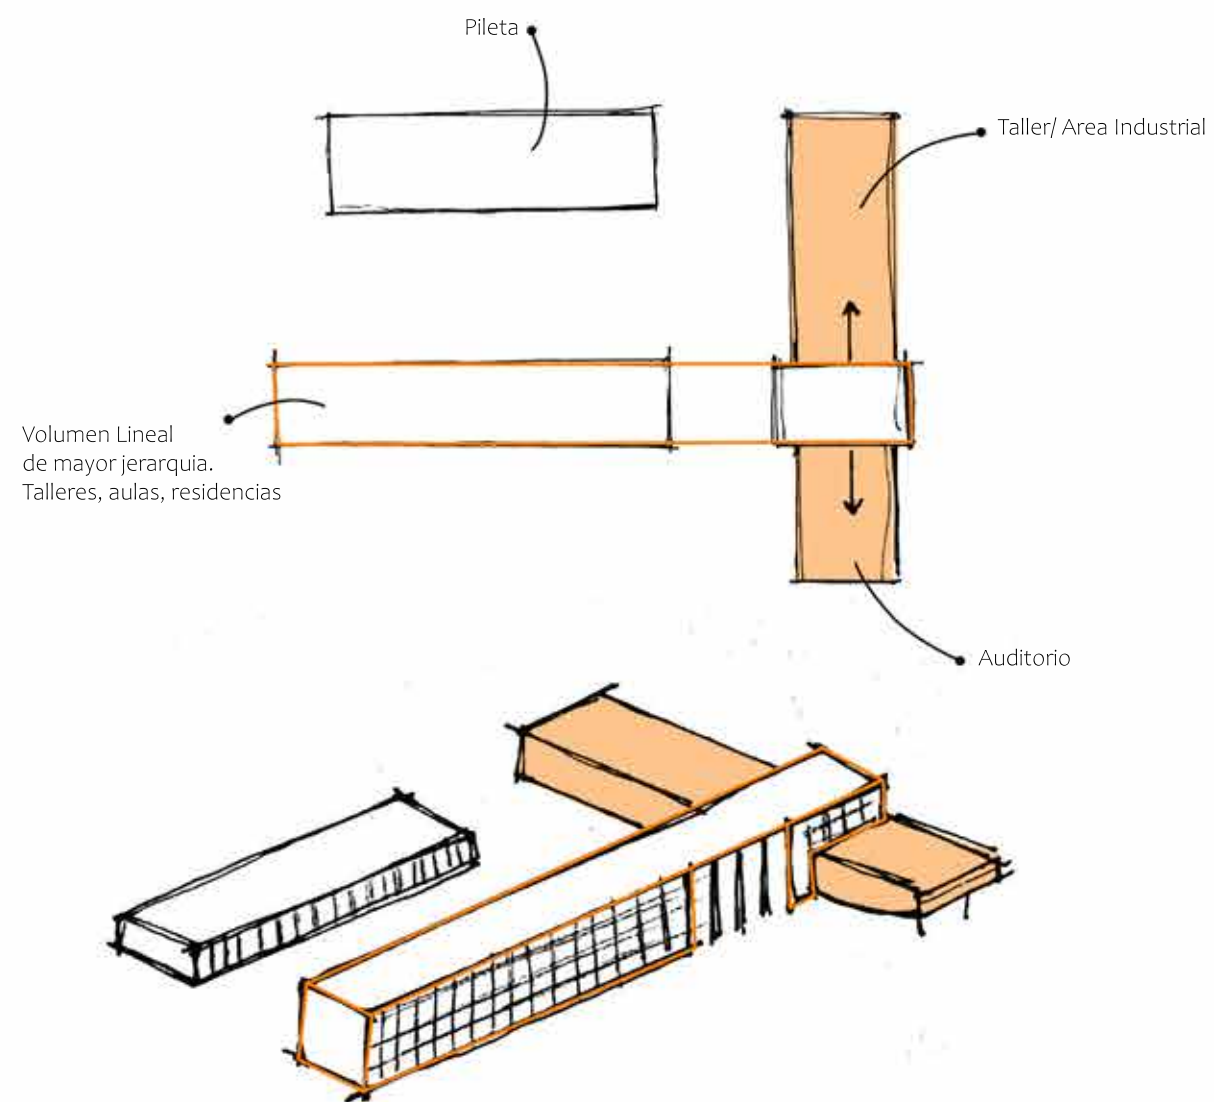 Pileta
Taller/ Area Industrial
Volumen Lineal
de mayor jerarquia.
Talleres, aulas, residencias
Auditorio